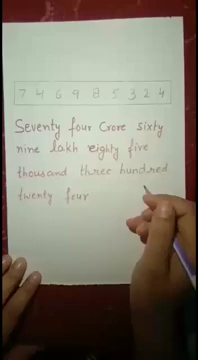 7 4 6 9 8 5 3 2 4
Seventy four Crore sixty
nine lakh eighty five
thousand three hundred
twenty four